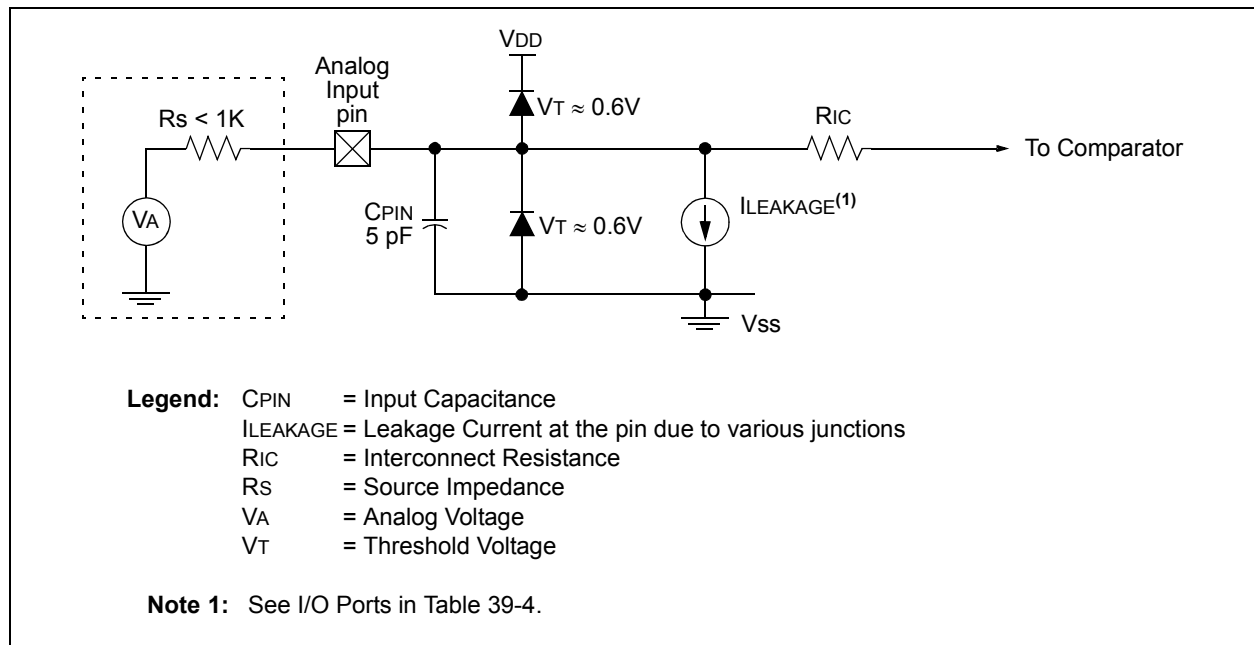 VDD
Analog
Input
pin
Rs < 1K
VT ≈ 0.6V
RIC
To Comparator
VA
CPIN
5 pF
VT ≈ 0.6V
ILEAKAGE(1)
Vss
Legend: CPIN = Input Capacitance
ILEAKAGE = Leakage Current at the pin due to various junctions
RIC = Interconnect Resistance
RS = Source Impedance
VA = Analog Voltage
VT = Threshold Voltage
Note 1: See I/O Ports in Table 39-4.